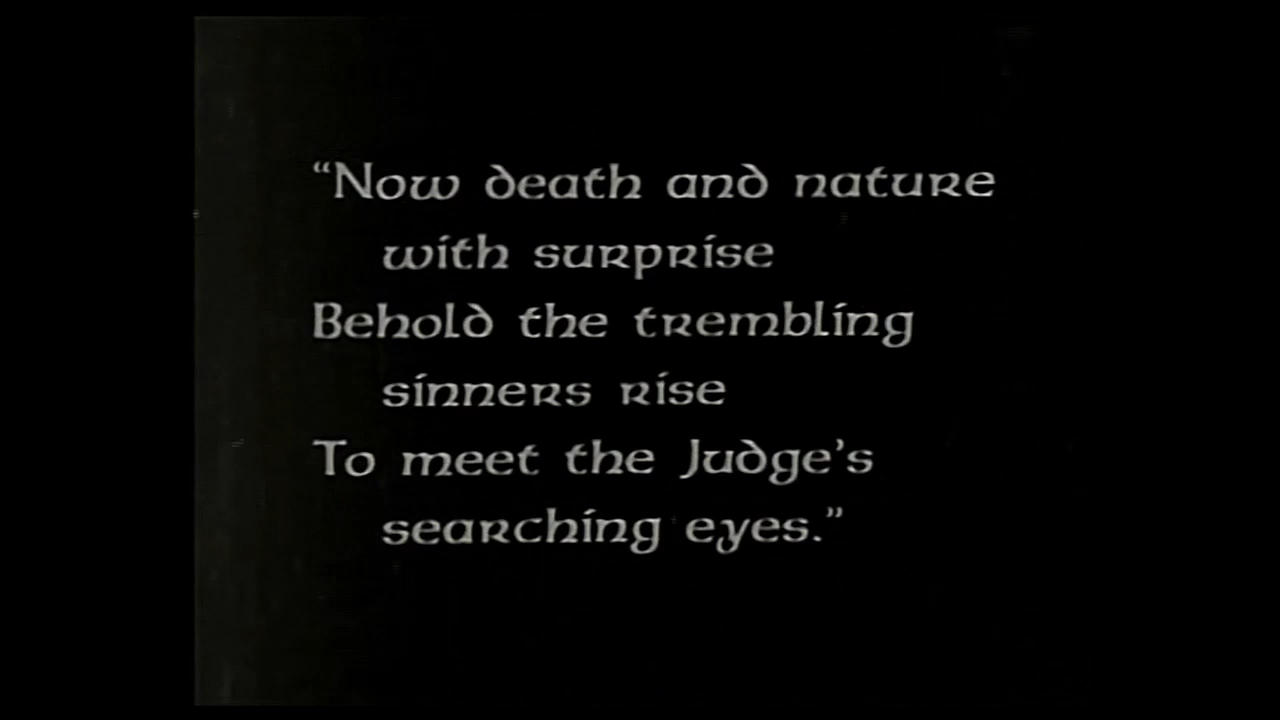 “Now death and nature
with surprise
Behold the trembling
sinners rise
To meet the Judge’s
searching eyes.”